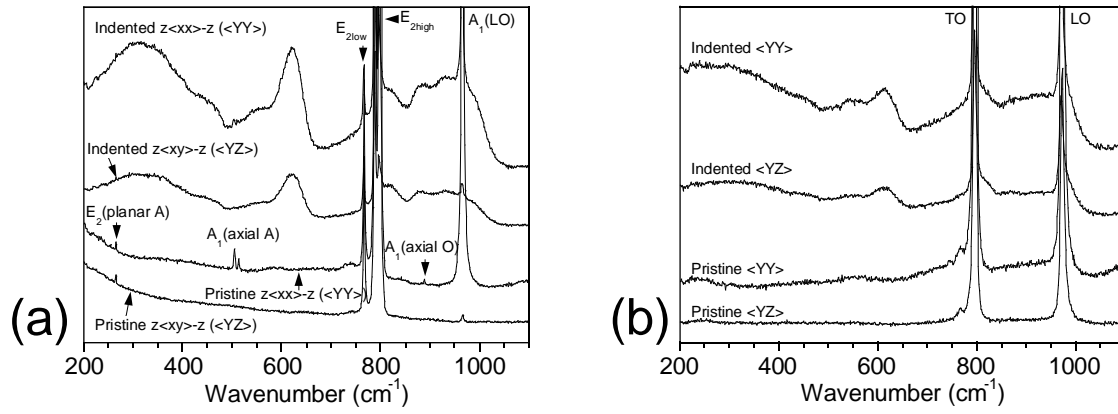 Indented z<xx>-z (<YY>)
E2low
E2high
A1(LO)
Indented z<xy>-z (<YZ>)
E2(planar A)
A1(axial A)
A1(axial O)
Pristine z<xx>-z (<YY>)
Pristine z<xy>-z (<YZ>)
(a)
200 400 600 800 1000
Wavenumber (cm-1)
TO
LO
Indented <YY>
Indented <YZ>
Pristine <YY>
Pristine <YZ>
(b)
200 400 600 800 1000
Wavenumber (cm-1)